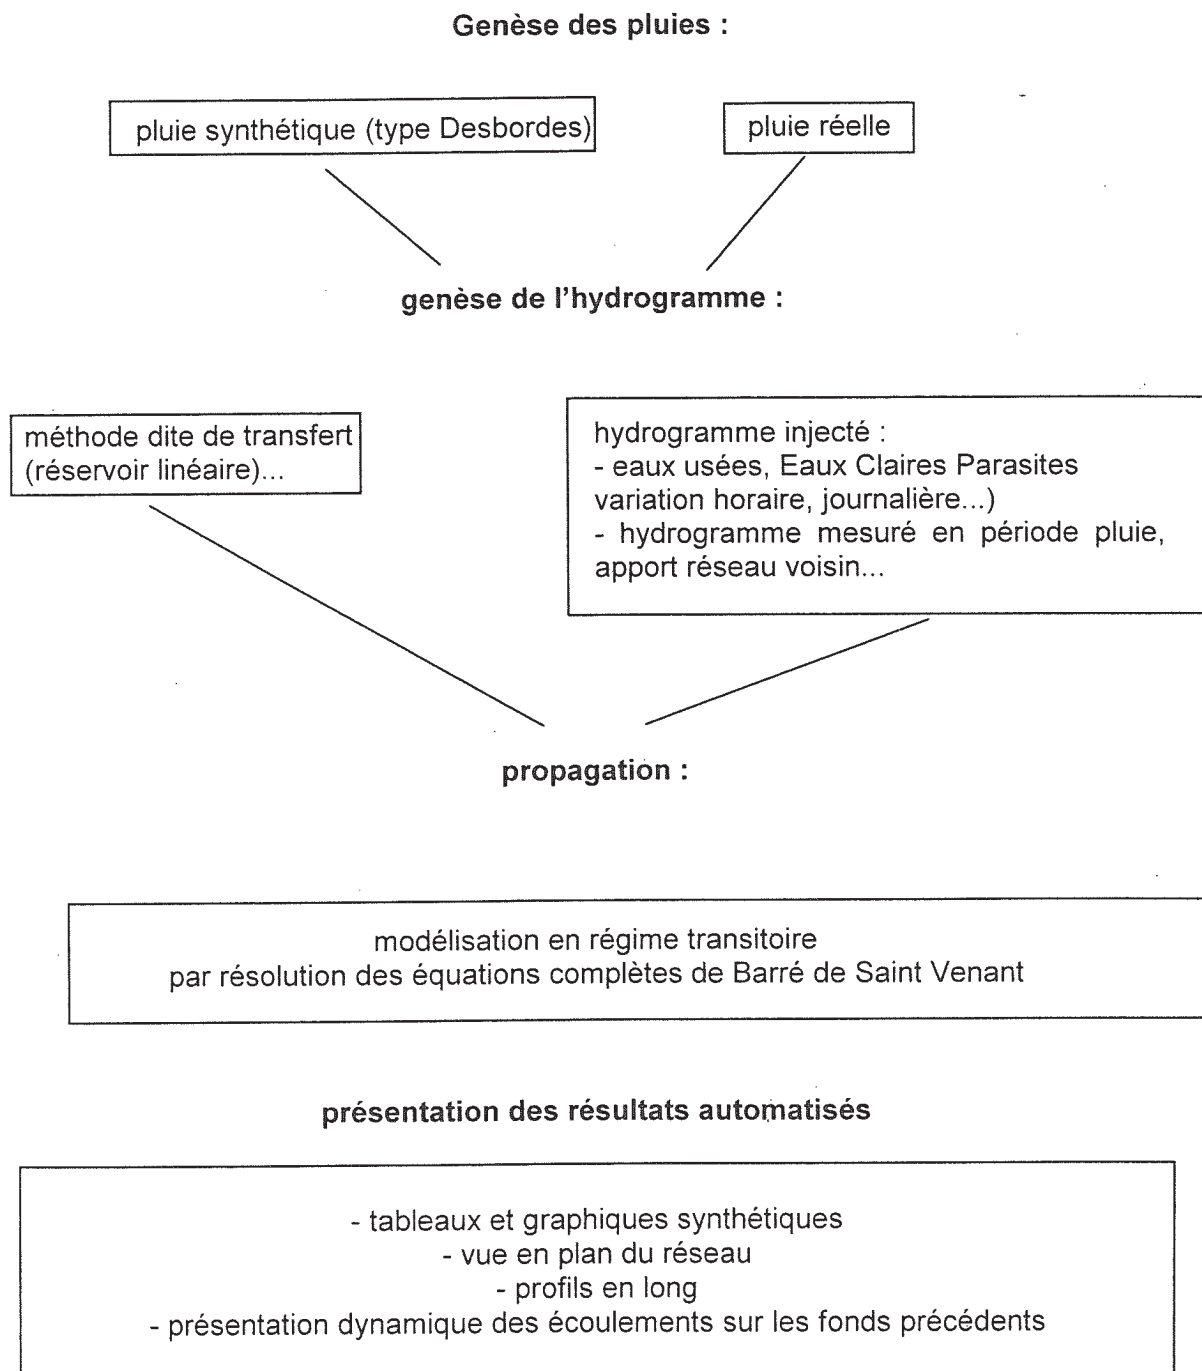 Genèse des pluies :
pluie synthétique (type Desbordes)
pluie réelle
genèse de l'hydrogramme :
méthode dite de transfert
(réservoir linéaire)...
hydrogramme injecté :
- eaux usées, Eaux Claires Parasites
variation horaire, journalière...)
- hydrogramme mesuré en période pluie,
apport réseau voisin...
propagation :
modélisation en régime transitoire
par résolution des équations complètes de Barré de Saint Venant
présentation des résultats automatisés
- tableaux et graphiques synthétiques
- vue en plan du réseau
- profils en long
- présentation dynamique des écoulements sur les fonds précédents